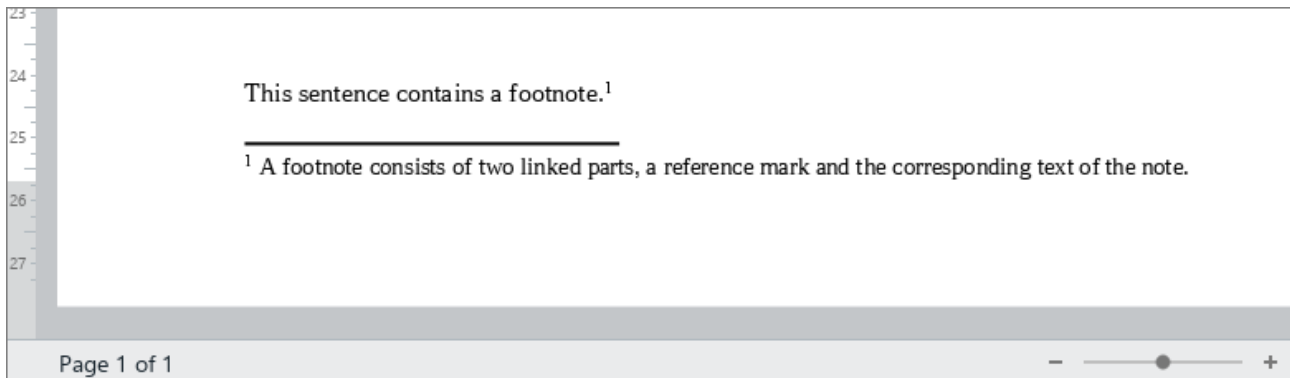 23
24
This sentence contains a footnote.¹
25
¹ A footnote consists of two linked parts, a reference mark and the corresponding text of the note.
26
27
Page 1 of 1